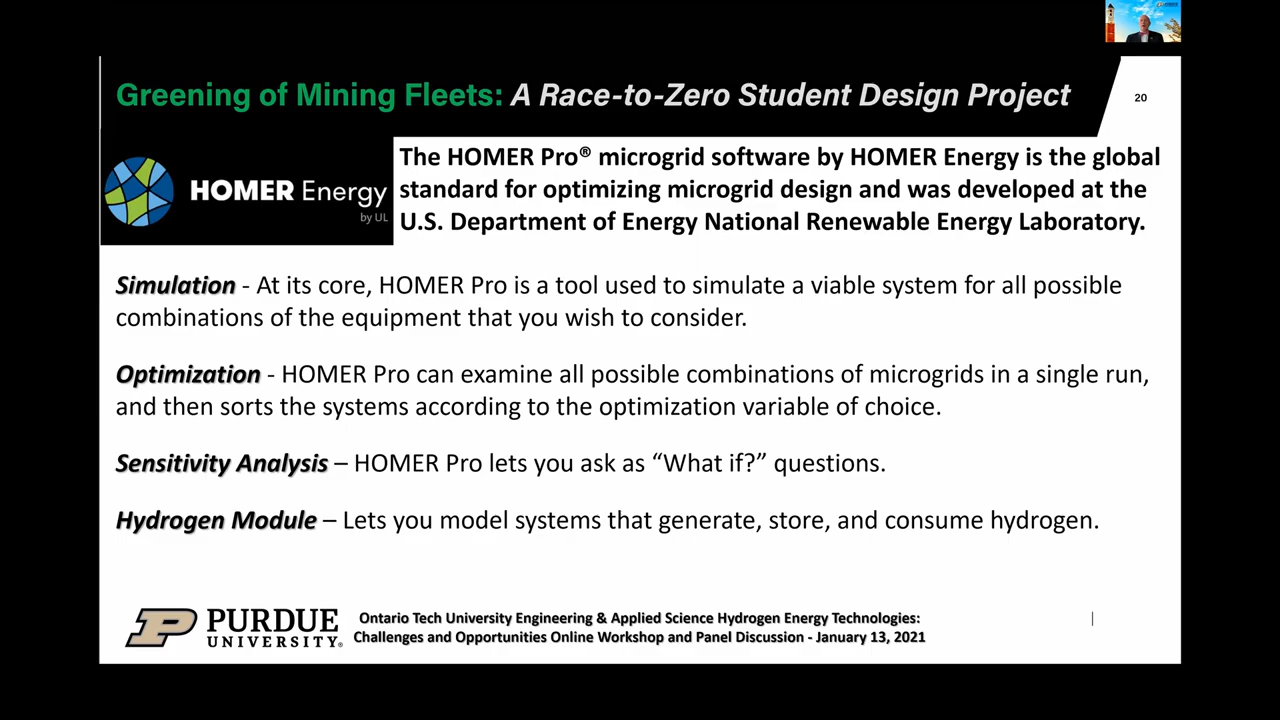 Greening of Mining Fleets: A Race-to-Zero Student Design Project
20
HOMER Energy
by UL
The HOMER Pro® microgrid software by HOMER Energy is the global
standard for optimizing microgrid design and was developed at the
U.S. Department of Energy National Renewable Energy Laboratory.
Simulation - At its core, HOMER Pro is a tool used to simulate a viable system for all possible
combinations of the equipment that you wish to consider.
Optimization - HOMER Pro can examine all possible combinations of microgrids in a single run,
and then sorts the systems according to the optimization variable of choice.
Sensitivity Analysis – HOMER Pro lets you ask as “What if?” questions.
Hydrogen Module – Lets you model systems that generate, store, and consume hydrogen.
PURDUE
UNIVERSITY®
Ontario Tech University Engineering & Applied Science Hydrogen Energy Technologies:
Challenges and Opportunities Online Workshop and Panel Discussion - January 13, 2021